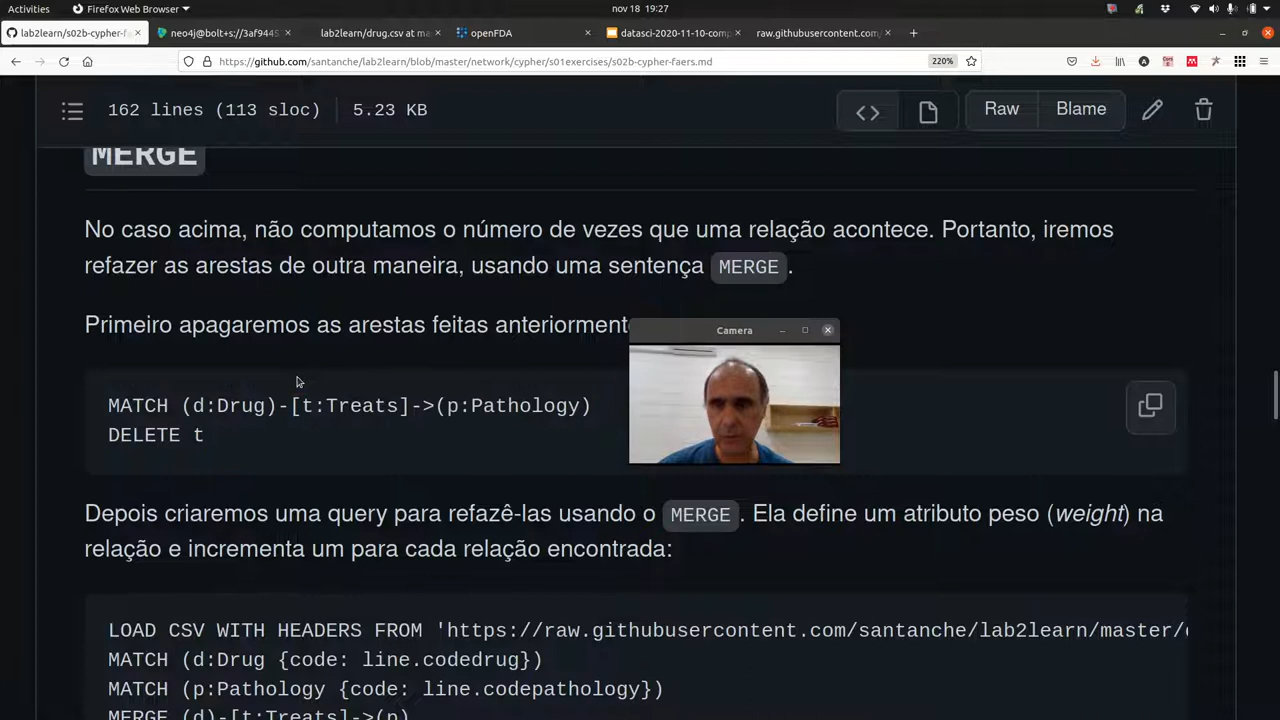 Activities
Firefox Web Browser
nov 18 19:27
lab2learn/s02b-cypher-f
neo4j@bolt+s://3af9445
lab2learn/drug.csv at ma
openFDA
datasci-2020-11-10-comp
raw.githubusercontent.com/
https://github.com/santanche/lab2learn/blob/master/network/cypher/s01exercises/s02b-cypher-faers.md
220%
162 lines (113 sloc) 5.23 KB
Raw
Blame
MERGE
No caso acima, não computamos o número de vezes que uma relação acontece. Portanto, iremos
refazer as arestas de outra maneira, usando uma sentença MERGE.
Primeiro apagaremos as arestas feitas anteriorment
Camera
MATCH (d:Drug)-[t:Treats]->(p:Pathology)
DELETE t
Depois criaremos uma query para refazê-las usando o MERGE. Ela define um atributo peso (weight) na
relação e incrementa um para cada relação encontrada:
LOAD CSV WITH HEADERS FROM 'https://raw.githubusercontent.com/santanche/lab2learn/master/
MATCH (d:Drug {code: line.codedrug})
MATCH (p:Pathology {code: line.codepathology})
MERGE (d)-[t:Treats]->(p)